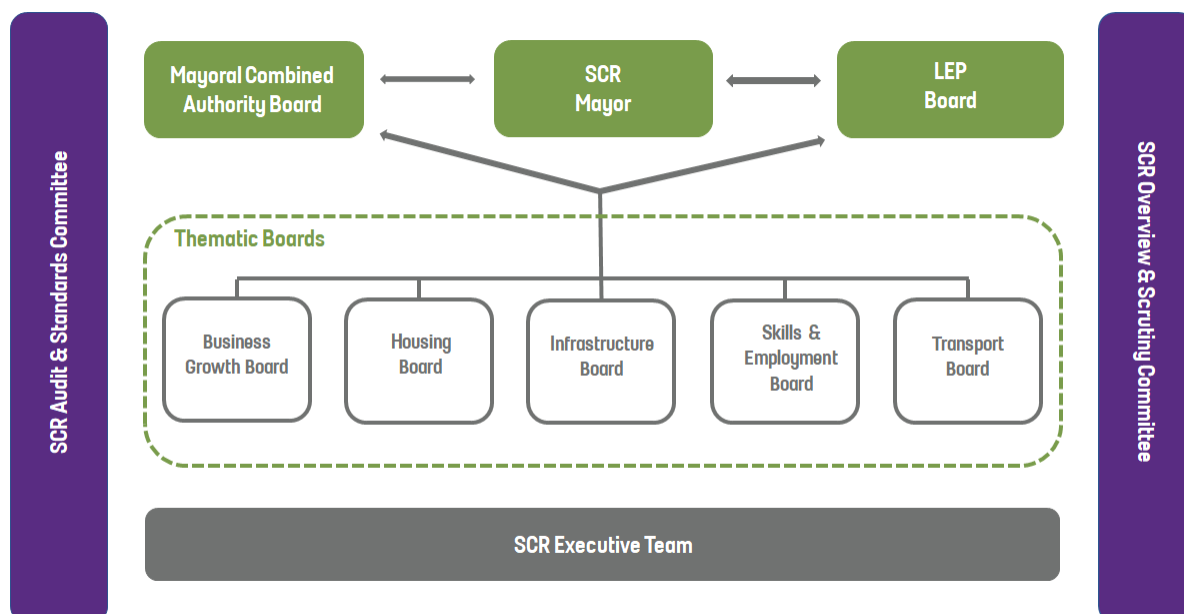 SCR Audit & Standards Committee
Mayoral Combined
Authority Board
SCR
Mayor
LEP
Board
Thematic Boards
Business
Growth Board
Housing
Board
Infrastructure
Board
Skills &
Employment
Board
Transport
Board
SCR Executive Team
SCR Overview & Scrutiny Committee